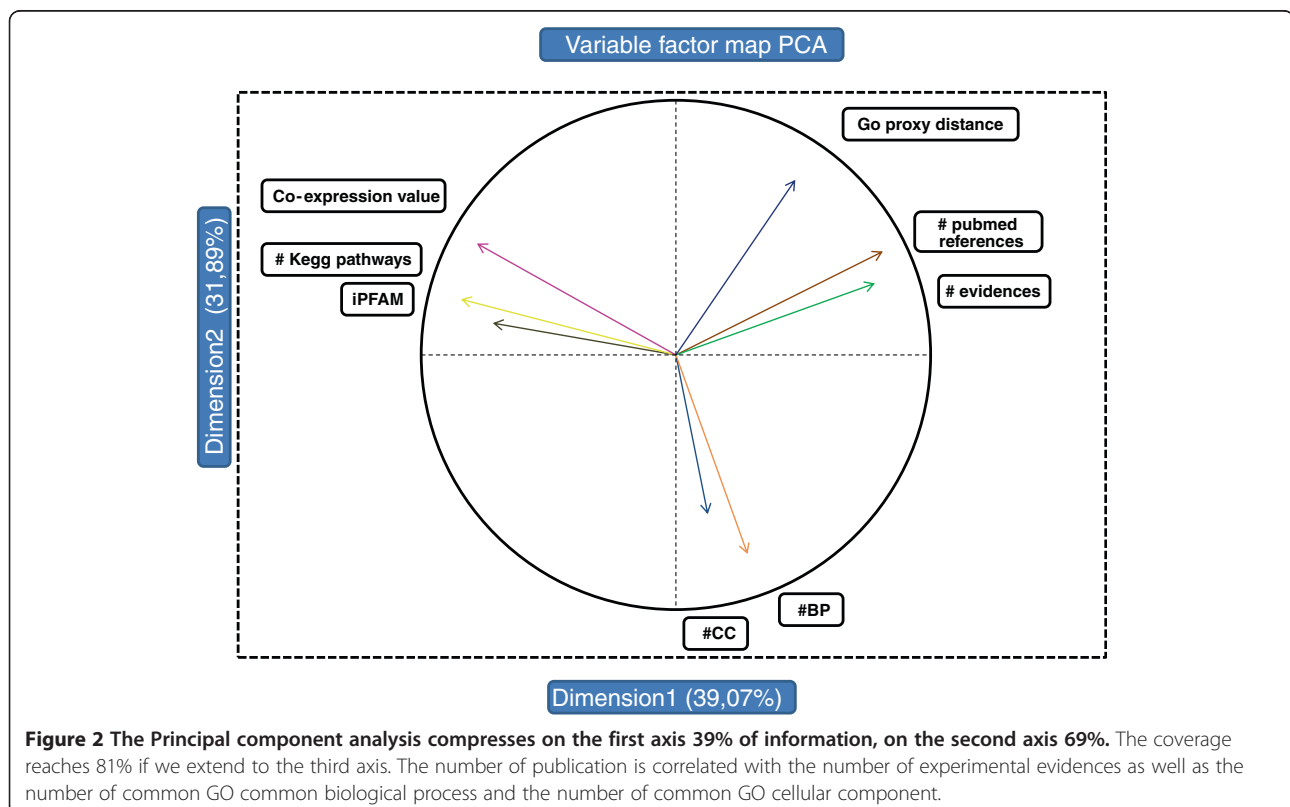 Variable factor map PCA
Go proxy distance
Co-expression value
# pubmed
references
# Kegg pathways
# evidences
iPFAM
Dimension2 (31,89%)
#BP
#CC
Dimension1 (39,07%)
Figure 2 The Principal component analysis compresses on the first axis 39% of information, on the second axis 69%. The coverage
reaches 81% if we extend to the third axis. The number of publication is correlated with the number of experimental evidences as well as the
number of common GO common biological process and the number of common GO cellular component.